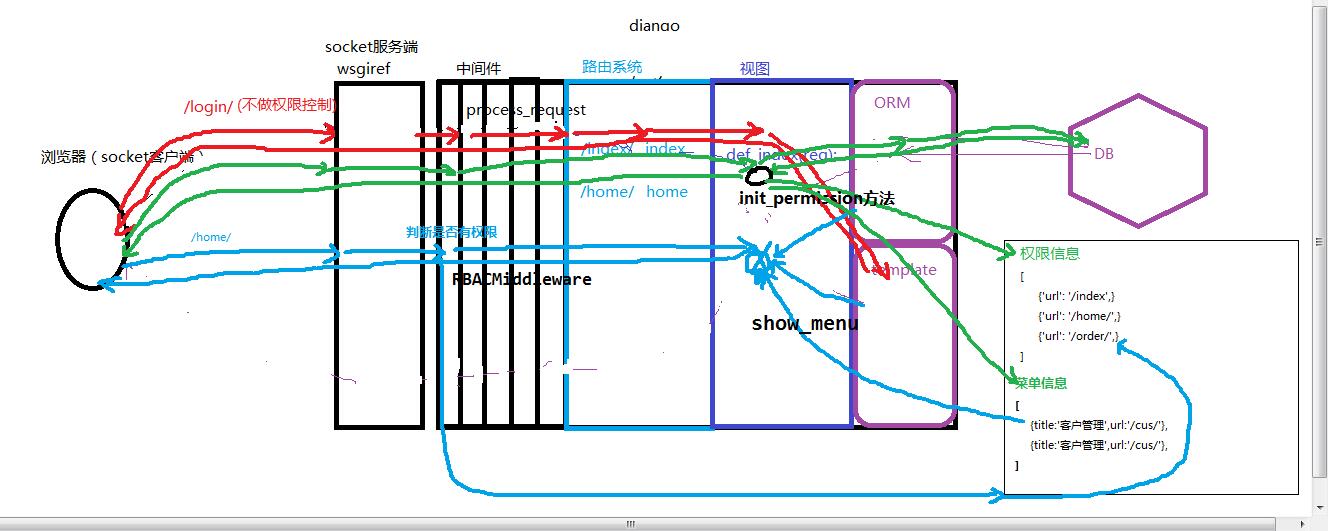 diango
socket服务端
wsgiref
中间件
路由系统
视图
/login/ (不做权限控制)
process_request
ORM
浏览器（socket客户端）
/index/ index
def index(req):
DB
/home/ home
init_permission方法
/home/
判断是否有权限
RBACMiddleware
template
show_menu
权限信息
[
{'url': '/index',}
{'url': '/home/',}
{'url': '/order/',}
]
菜单信息
[
{title:'客户管理',url:'/cus/'},
{title:'客户管理',url:'/cus/'},
]